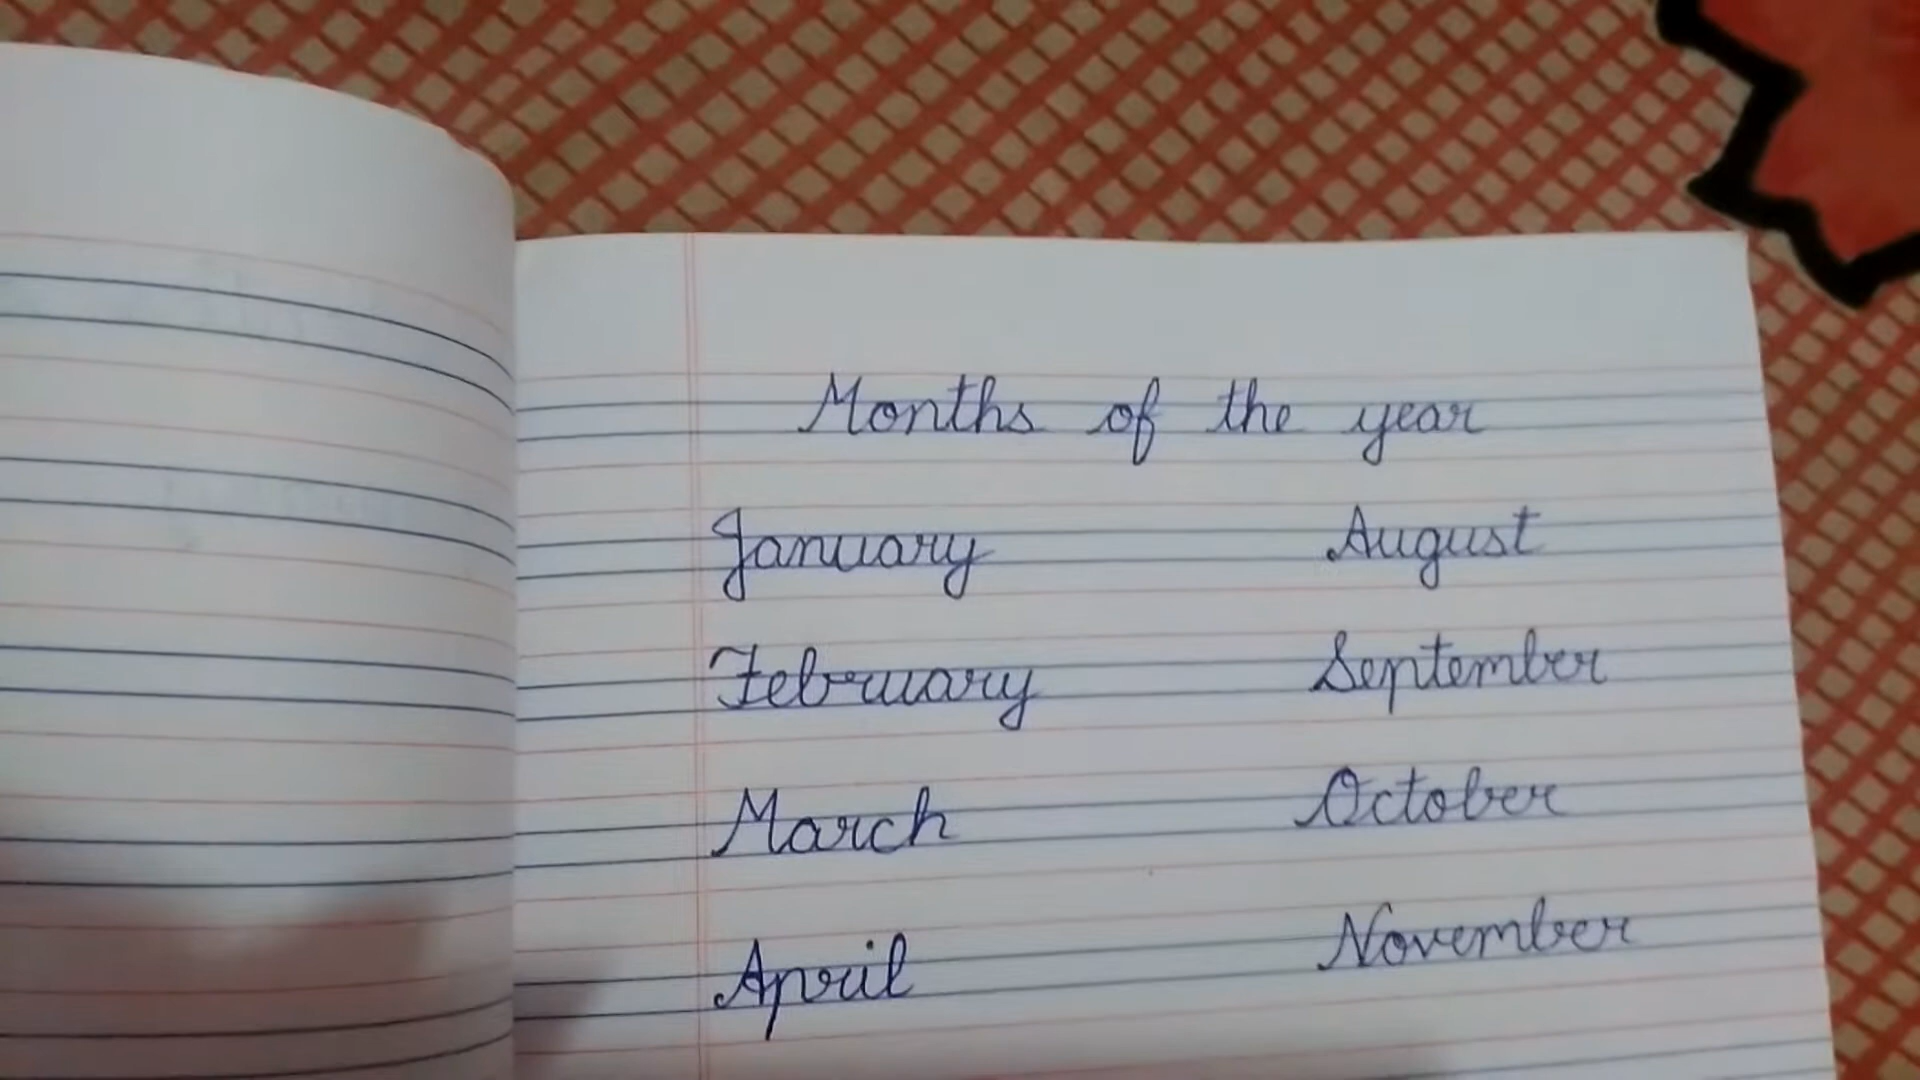 Months of the year
January August
February September
March October
April November